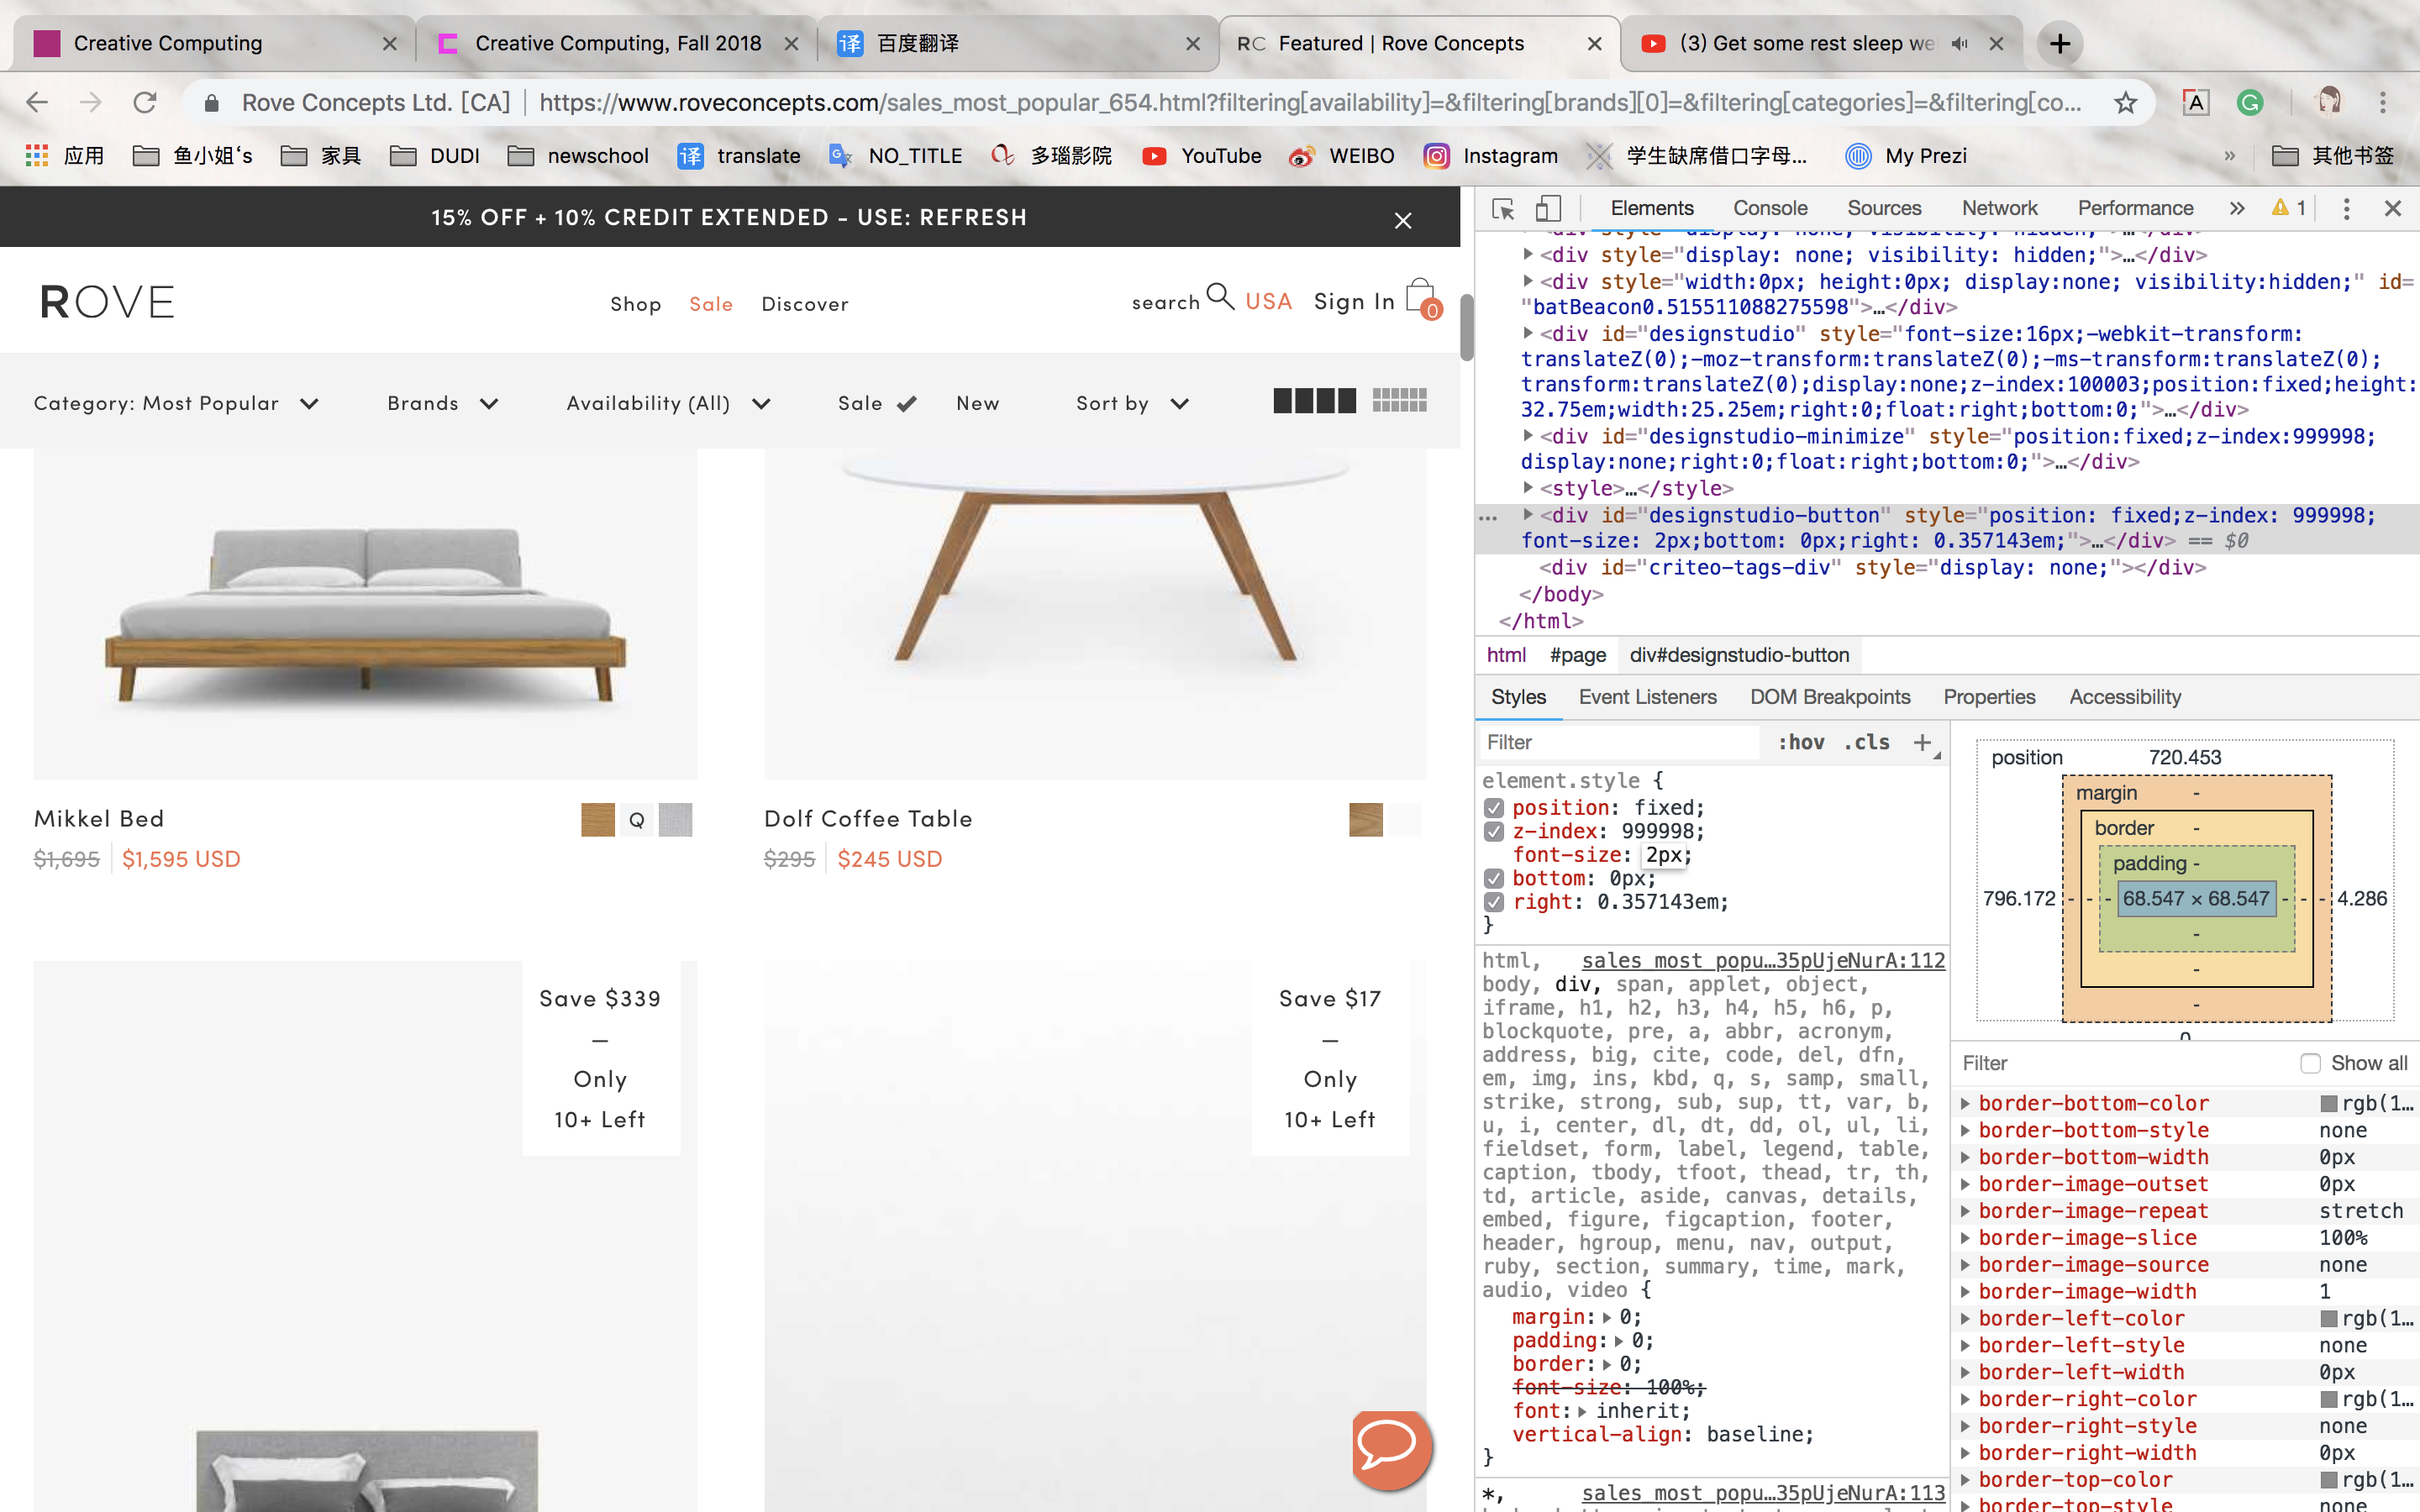 Creative Computing
Creative Computing, Fall 2018
译 百度翻译
RC Featured | Rove Concepts
(3) Get some rest sleep we
Rove Concepts Ltd. [CA] | https://www.roveconcepts.com/sales_most_popular_654.html?filtering[availability]=&filtering[brands][0]=&filtering[categories]=&filtering[co...
应用 鱼小姐‘s 家具 DUDI newschool 译 translate NO_TITLE 多瑙影院 YouTube WEIBO Instagram 学生缺席借口字母... My Prezi » 其他书签
15% OFF + 10% CREDIT EXTENDED - USE: REFRESH
ROVE
Shop Sale Discover
search USA Sign In 0
Category: Most Popular Brands Availability (All) Sale New Sort by
Mikkel Bed
Q
$1,695 $1,595 USD
Dolf Coffee Table
$295 $245 USD
Save $339
—
Only
10+ Left
Save $17
—
Only
10+ Left
Elements Console Sources Network Performance » 1
<div style="display: none; visibility: hidden;">…</div>
<div style="display: none; visibility: hidden;">…</div>
<div style="width:0px; height:0px; display:none; visibility:hidden;" id=
"batBeacon0.515511088275598">…</div>
<div id="designstudio" style="font-size:16px;-webkit-transform:
translateZ(0);-moz-transform:translateZ(0);-ms-transform:translateZ(0);
transform:translateZ(0);display:none;z-index:100003;position:fixed;height:
32.75em;width:25.25em;right:0;float:right;bottom:0;">…</div>
<div id="designstudio-minimize" style="position:fixed;z-index:999998;
display:none;right:0;float:right;bottom:0;">…</div>
<style>…</style>
… <div id="designstudio-button" style="position: fixed;z-index: 999998;
font-size: 2px;bottom: 0px;right: 0.357143em;">…</div> == $0
<div id="criteo-tags-div" style="display: none;"></div>
</body>
</html>
html #page div#designstudio-button
Styles Event Listeners DOM Breakpoints Properties Accessibility
Filter :hov .cls +
element.style {
position: fixed;
z-index: 999998;
font-size: 2px;
bottom: 0px;
right: 0.357143em;
}
html, sales_most_popu…35pUjeNurA:112
body, div, span, applet, object,
iframe, h1, h2, h3, h4, h5, h6, p,
blockquote, pre, a, abbr, acronym,
address, big, cite, code, del, dfn,
em, img, ins, kbd, q, s, samp, small,
strike, strong, sub, sup, tt, var, b,
u, i, center, dl, dt, dd, ol, ul, li,
fieldset, form, label, legend, table,
caption, tbody, tfoot, thead, tr, th,
td, article, aside, canvas, details,
embed, figure, figcaption, footer,
header, hgroup, menu, nav, output,
ruby, section, summary, time, mark,
audio, video {
margin: 0;
padding: 0;
border: 0;
font-size: 100%;
font: inherit;
vertical-align: baseline;
}
*, sales_most_popu…35pUjeNurA:113
position 720.453
margin -
border -
padding -
796.172 - - - 68.547 × 68.547 - - - 4.286
-
-
-
Filter Show all
border-bottom-color rgb(1…
border-bottom-style none
border-bottom-width 0px
border-image-outset 0px
border-image-repeat stretch
border-image-slice 100%
border-image-source none
border-image-width 1
border-left-color rgb(1…
border-left-style none
border-left-width 0px
border-right-color rgb(1…
border-right-style none
border-right-width 0px
border-top-color rgb(1…
border-top-style none